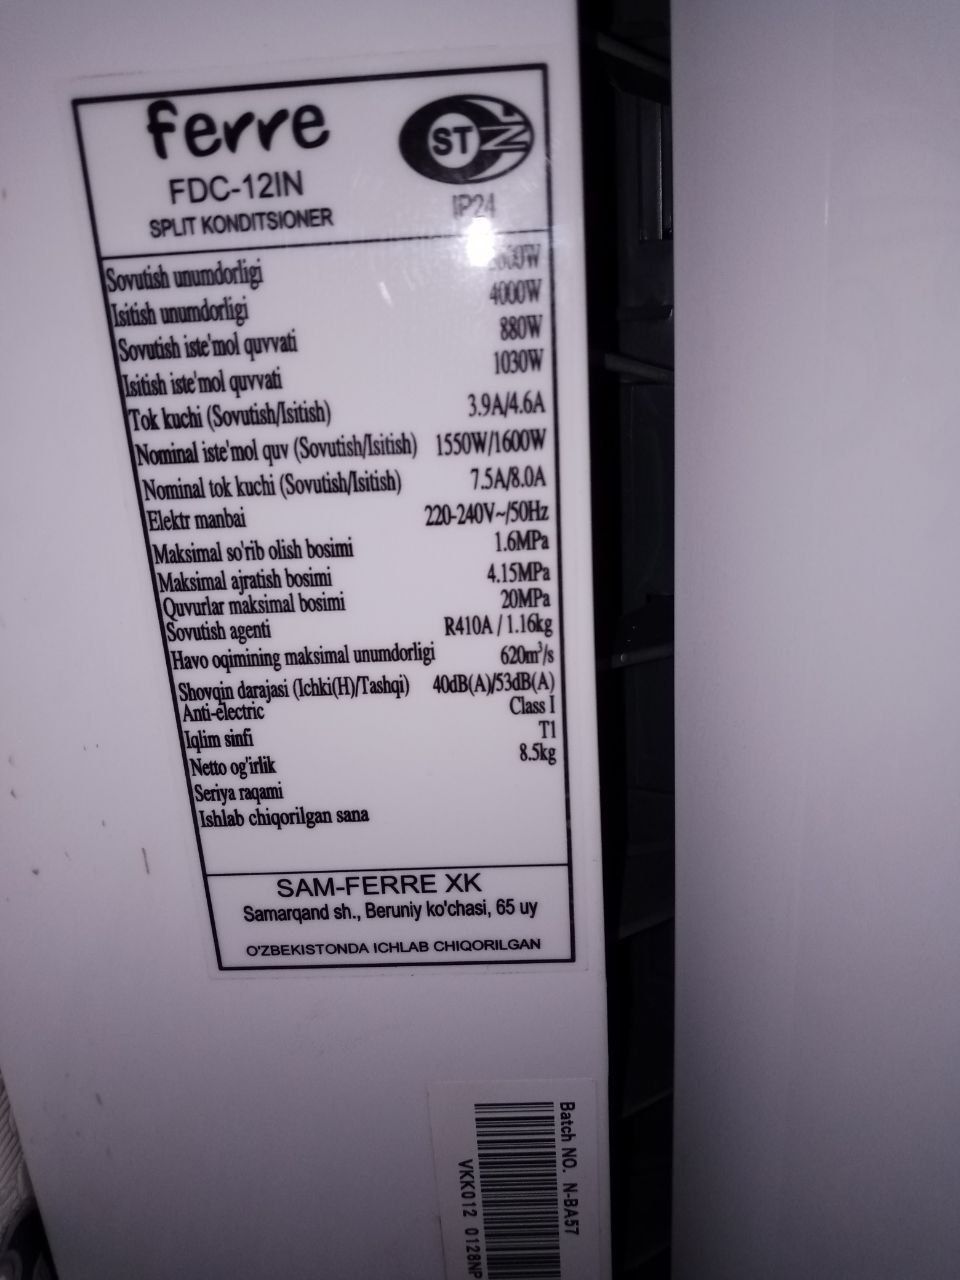 ferre
ST
FDC-12IN
IP24
SPLIT KONDITSIONER
Sovutish unumdorligi
Isitish unumdorligi 4000W
Sovutish iste'mol quvvati 880W
Isitish iste'mol quvvati 1030W
Tok kuchi (Sovutish/Isitish) 3.9A/4.6A
Nominal iste'mol quv (Sovutish/Isitish) 1550W/1600W
Nominal tok kuchi (Sovutish/Isitish) 7.5A/8.0A
Elektr manbai 220-240V~/50Hz
Maksimal so'rib olish bosimi 1.6MPa
Maksimal ajratish bosimi 4.15MPa
Quvurlar maksimal bosimi 20MPa
Sovutish agenti R410A / 1.16kg
Havo oqimining maksimal unumdorligi 620m³/s
Shovqin darajasi (Ichki(H)/Tashqi) 40dB(A)/53dB(A)
Anti-electric Class I
Iqlim sinfi T1
Netto og'irlik 8.5kg
Seriya raqami
Ishlab chiqorilgan sana
SAM-FERRE XK
Samarqand sh., Beruniy ko'chasi, 65 uy
O'ZBEKISTONDA ICHLAB CHIQORILGAN
Batch NO. N-BA57
VKK012 0128NP